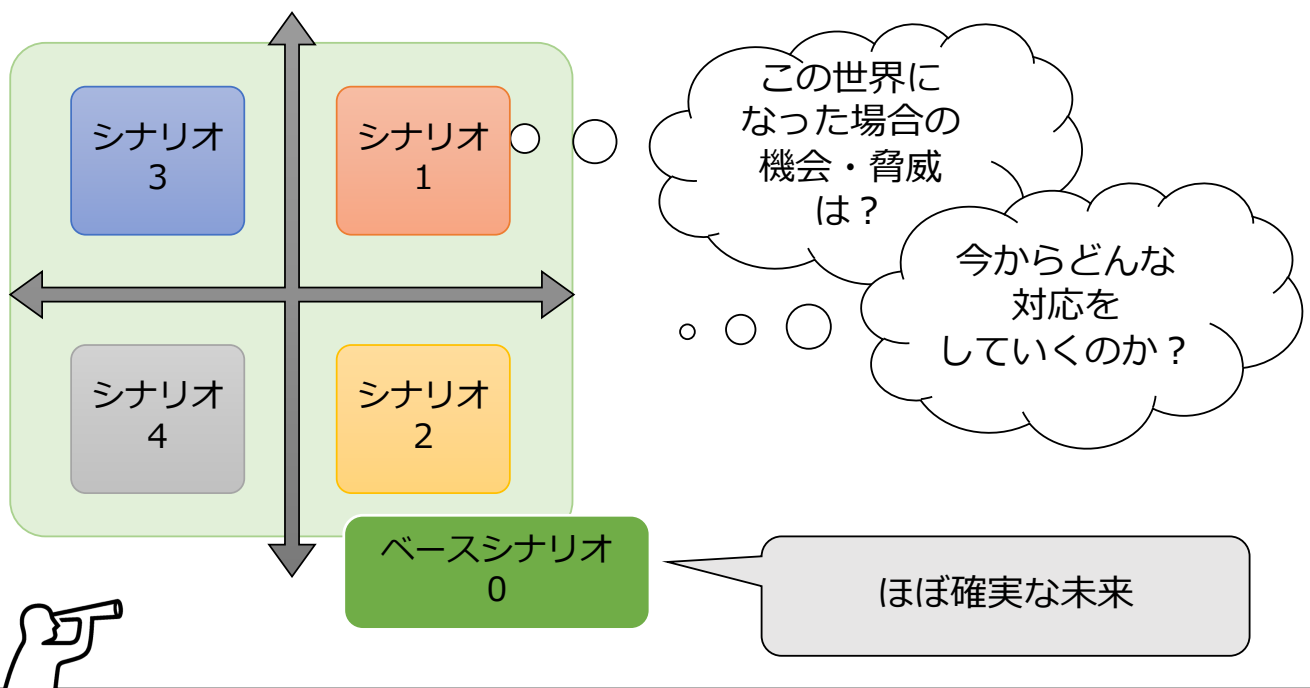 シナリオ
3
シナリオ
1
この世界に
なった場合の
機会・脅威
は？
今からどんな
対応を
していくのか？
シナリオ
4
シナリオ
2
ベースシナリオ
0
ほぼ確実な未来